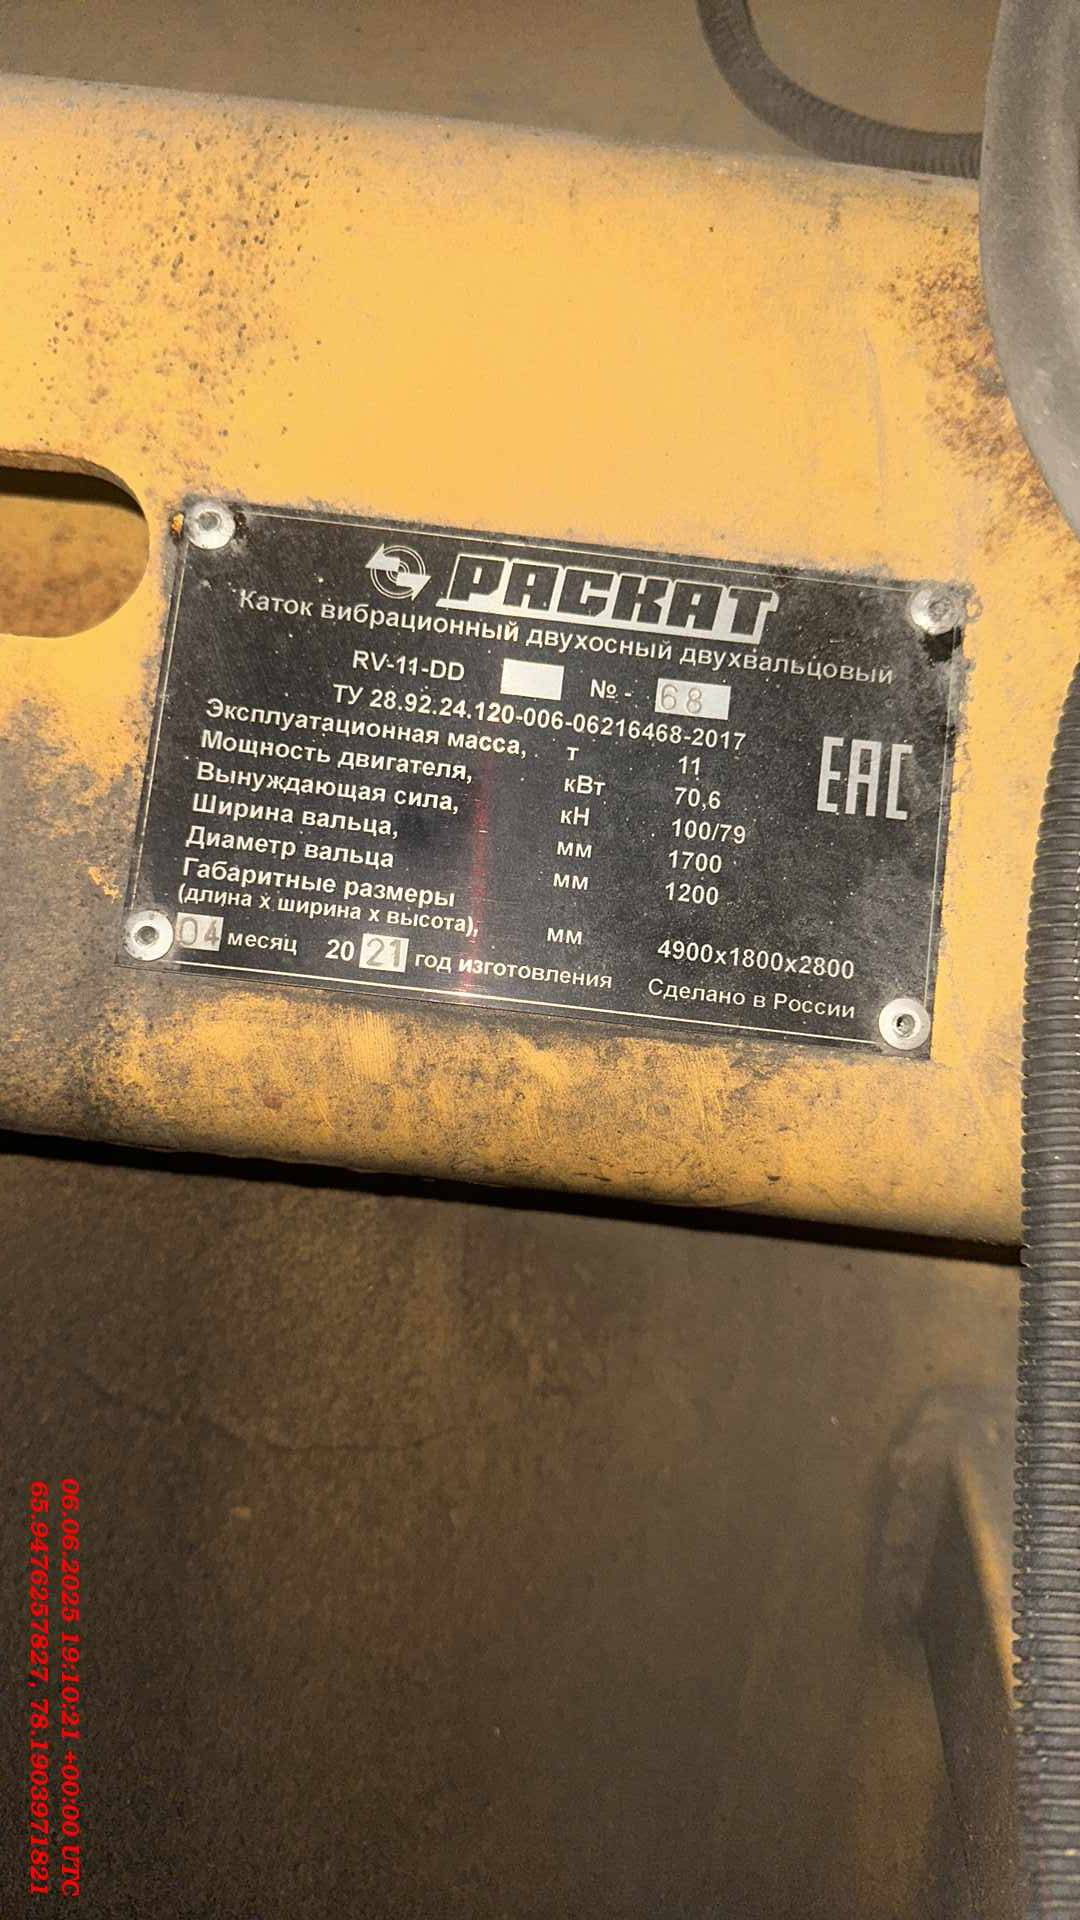 РАСКАТ
Каток вибрационный двухосный двухвальцовый
RV-11-DD № - 68
ТУ 28.92.24.120-006-06216468-2017
Эксплуатационная масса, т 11
Мощность двигателя, кВт 70,6
Вынуждающая сила, кН 100/79
Ширина вальца, мм 1700
Диаметр вальца мм 1200
Габаритные размеры
(длина х ширина х высота), мм 4900х1800х2800
04 месяц 20 21 год изготовления Сделано в России
EAC
06.06.2025 19:10:21 +00:00 UTC
65.9476257827, 78.1903971821